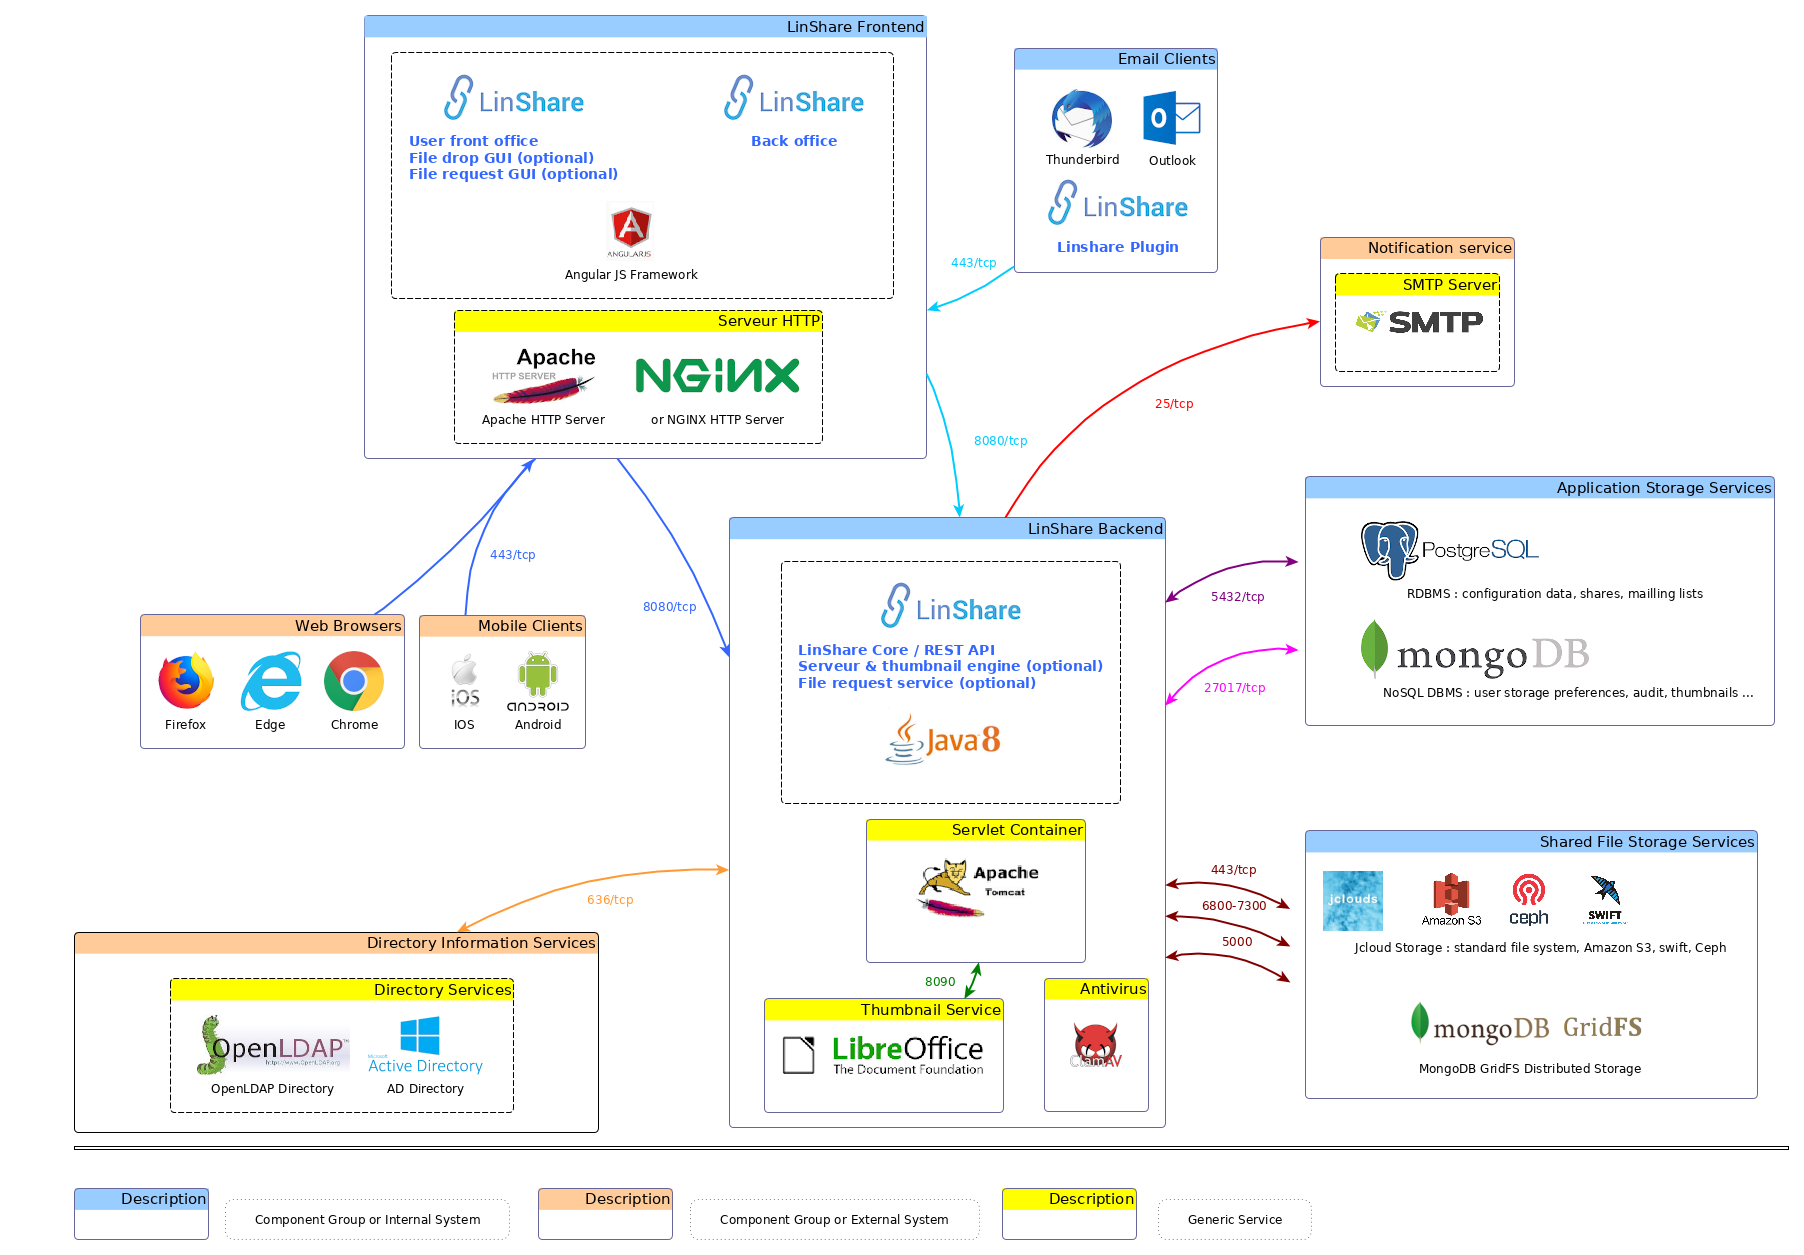 LinShare Frontend
LinShare
LinShare
User front office
File drop GUI (optional)
File request GUI (optional)
Back office
ANGULARJS
Angular JS Framework
Serveur HTTP
Apache
HTTP SERVER
NGINX
Apache HTTP Server
or NGINX HTTP Server
Email Clients
Thunderbird
Outlook
LinShare
Linshare Plugin
443/tcp
Notification service
SMTP Server
SMTP
25/tcp
8080/tcp
443/tcp
8080/tcp
Web Browsers
Firefox
Edge
Chrome
Mobile Clients
iOS
ANDROID
IOS
Android
LinShare Backend
LinShare
LinShare Core / REST API
Serveur & thumbnail engine (optional)
File request service (optional)
Java 8
Servlet Container
Apache
Tomcat
8090
Thumbnail Service
LibreOffice
The Document Foundation
Antivirus
ClamAV
5432/tcp
27017/tcp
Application Storage Services
PostgreSQL
RDBMS : configuration data, shares, mailling lists
mongoDB
NoSQL DBMS : user storage preferences, audit, thumbnails ...
443/tcp
6800-7300
5000
Shared File Storage Services
jclouds
Amazon S3
ceph
SWIFT
Jcloud Storage : standard file system, Amazon S3, swift, Ceph
mongoDB GridFS
MongoDB GridFS Distributed Storage
636/tcp
Directory Information Services
Directory Services
OpenLDAP
http://www.OpenLDAP.org
Microsoft
Active Directory
OpenLDAP Directory
AD Directory
Description
Component Group or Internal System
Description
Component Group or External System
Description
Generic Service